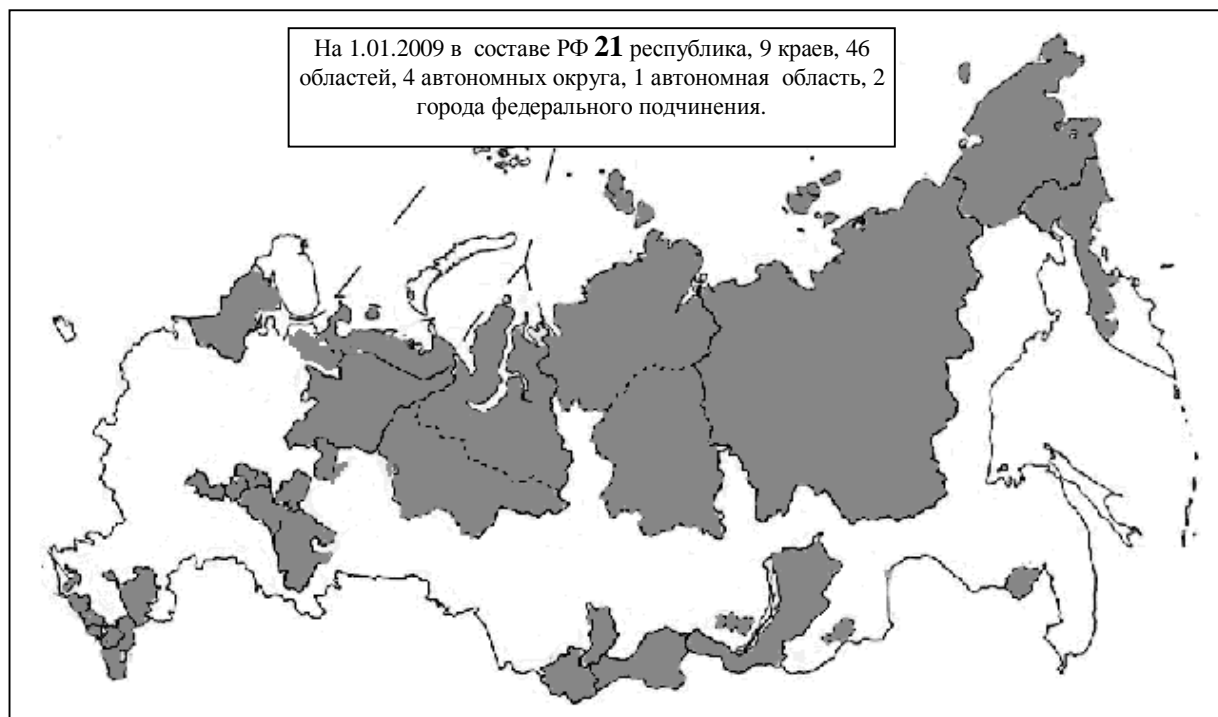 На 1.01.2009 в составе РФ 21 республика, 9 краев, 46
областей, 4 автономных округа, 1 автономная область, 2
города федерального подчинения.